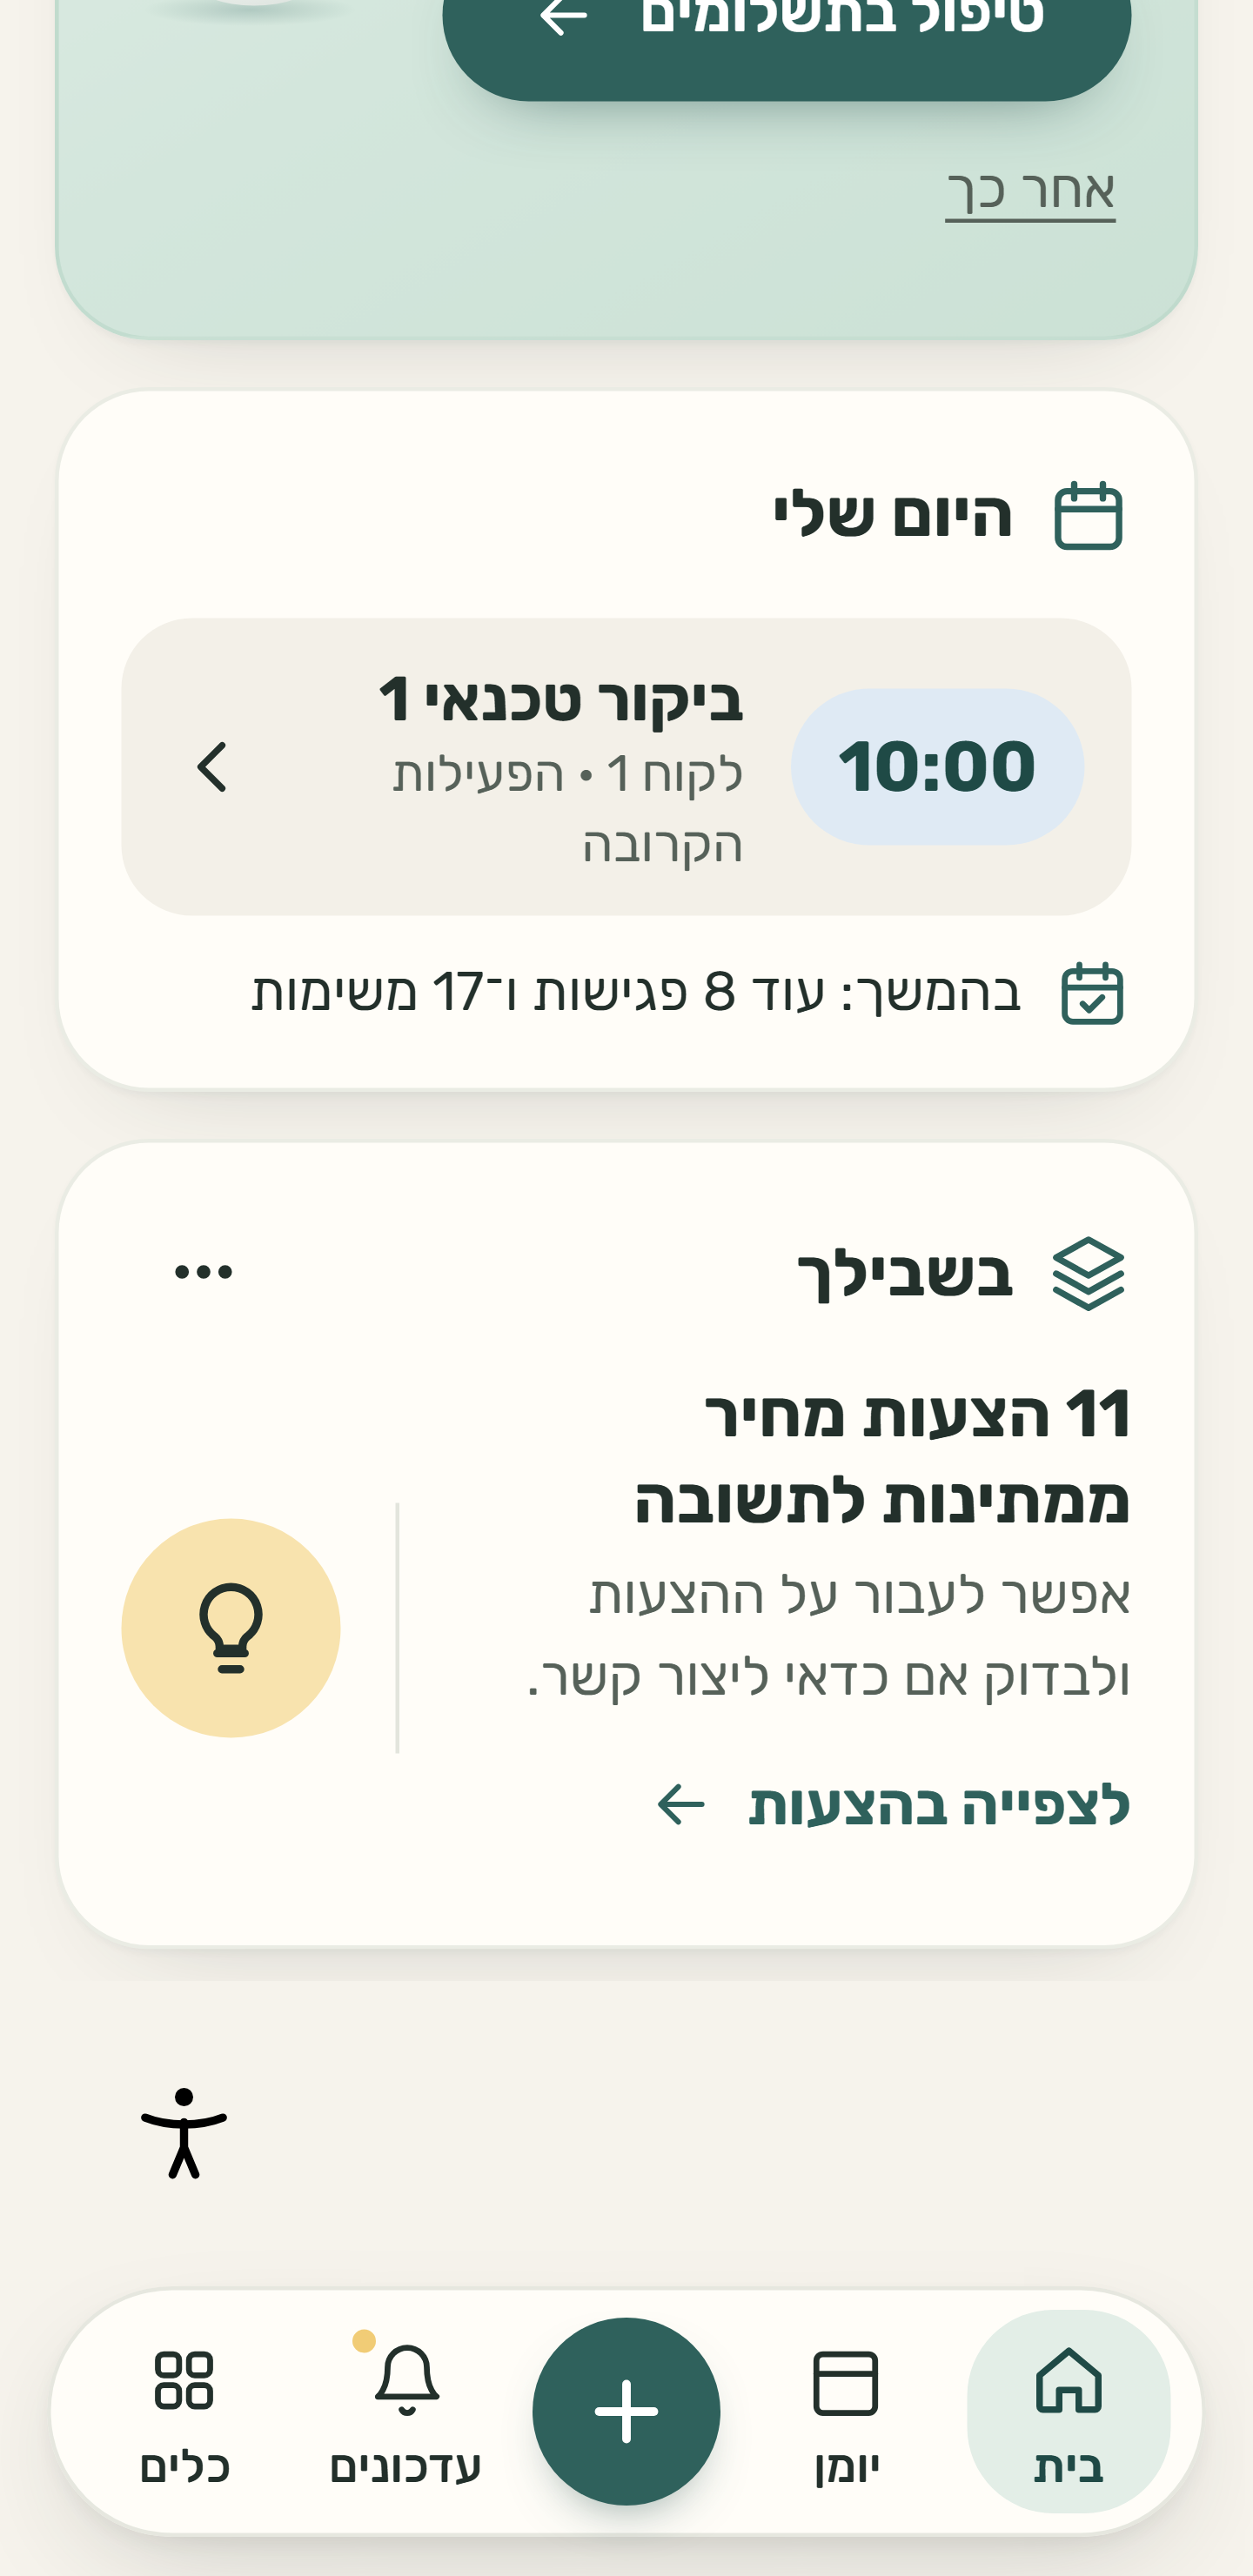 טיפול בתשלומים
אחר כך
היום שלי
10:00
ביקור טכנאי 1
לקוח 1 • הפעילות
הקרובה
בהמשך: עוד 8 פגישות ו־17 משימות
בשבילך
11 הצעות מחיר
ממתינות לתשובה
אפשר לעבור על ההצעות
ולבדוק אם כדאי ליצור קשר.
לצפייה בהצעות
בית
יומן
עדכונים
כלים